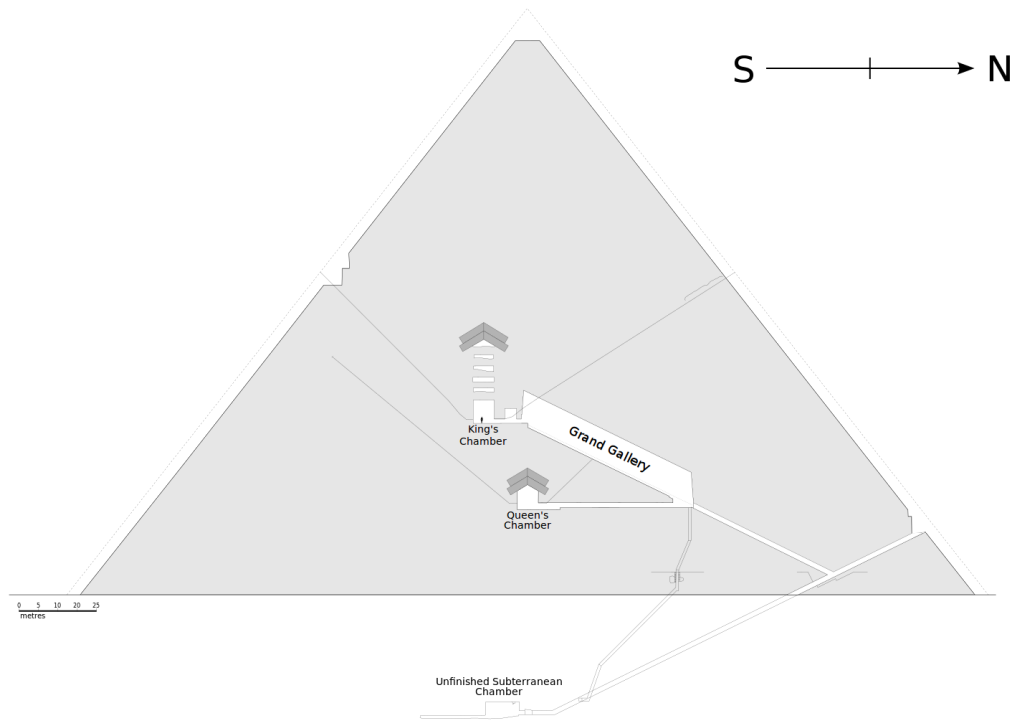 S N
King's
Chamber
Grand Gallery
Queen's
Chamber
0 5 10 20 25
metres
Unfinished Subterranean
Chamber